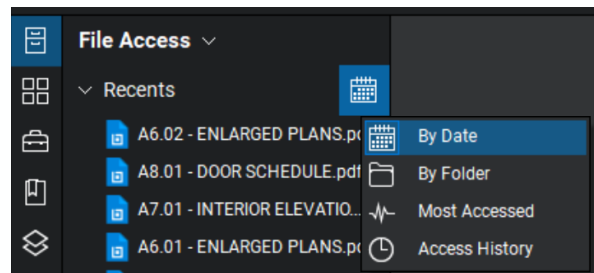 File Access
Recents
A6.02 - ENLARGED PLANS.pd
By Date
A8.01 - DOOR SCHEDULE.pdf
By Folder
A7.01 - INTERIOR ELEVATIO...
Most Accessed
A6.01 - ENLARGED PLANS.pd
Access History